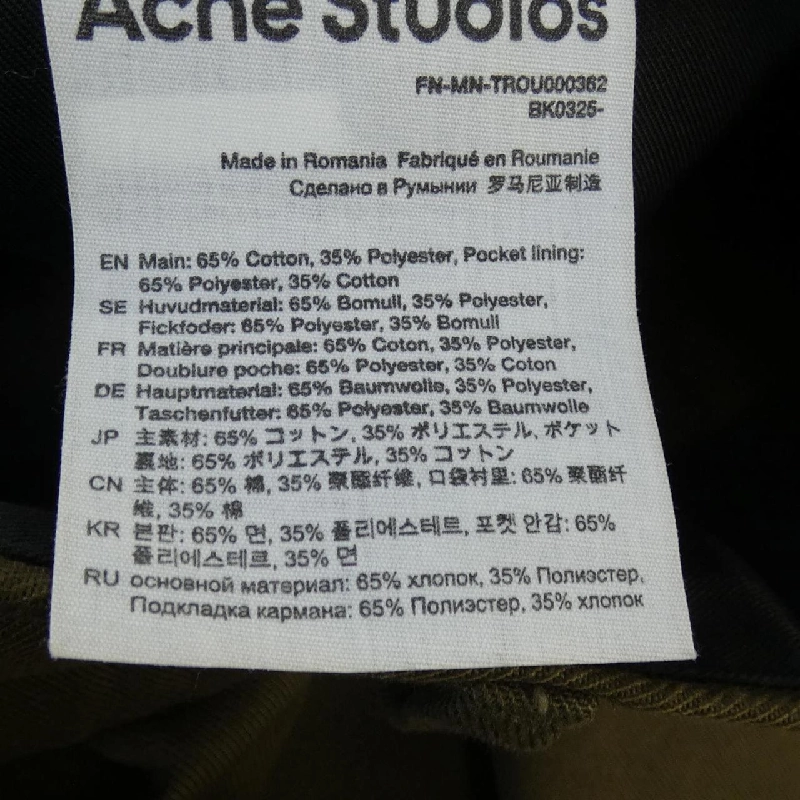 Acne Studios
FN-MN-TROU000362
BK0325-
Made in Romania Fabriqué en Roumanie
Сделано в Румынии 罗马尼亚制造
EN Main: 65% Cotton, 35% Polyester, Pocket lining:
65% Polyester, 35% Cotton
SE Huvudmaterial: 65% Bomull, 35% Polyester,
Fickfoder: 65% Polyester, 35% Bomull
FR Matière principale: 65% Coton, 35% Polyester,
Doublure poche: 65% Polyester, 35% Coton
DE Hauptmaterial: 65% Baumwolle, 35% Polyester,
Taschenfutter: 65% Polyester, 35% Baumwolle
JP 主素材: 65% コットン, 35% ポリエステル, ポケット
裏地: 65% ポリエステル, 35% コットン
CN 主体: 65% 棉, 35% 聚酯纤维, 口袋衬里: 65% 聚酯纤
维, 35% 棉
KR 본판: 65% 면, 35% 폴리에스테르, 포켓 안감: 65%
폴리에스테르, 35% 면
RU основной материал: 65% хлопок, 35% Полиэстер,
Подкладка кармана: 65% Полиэстер, 35% хлопок